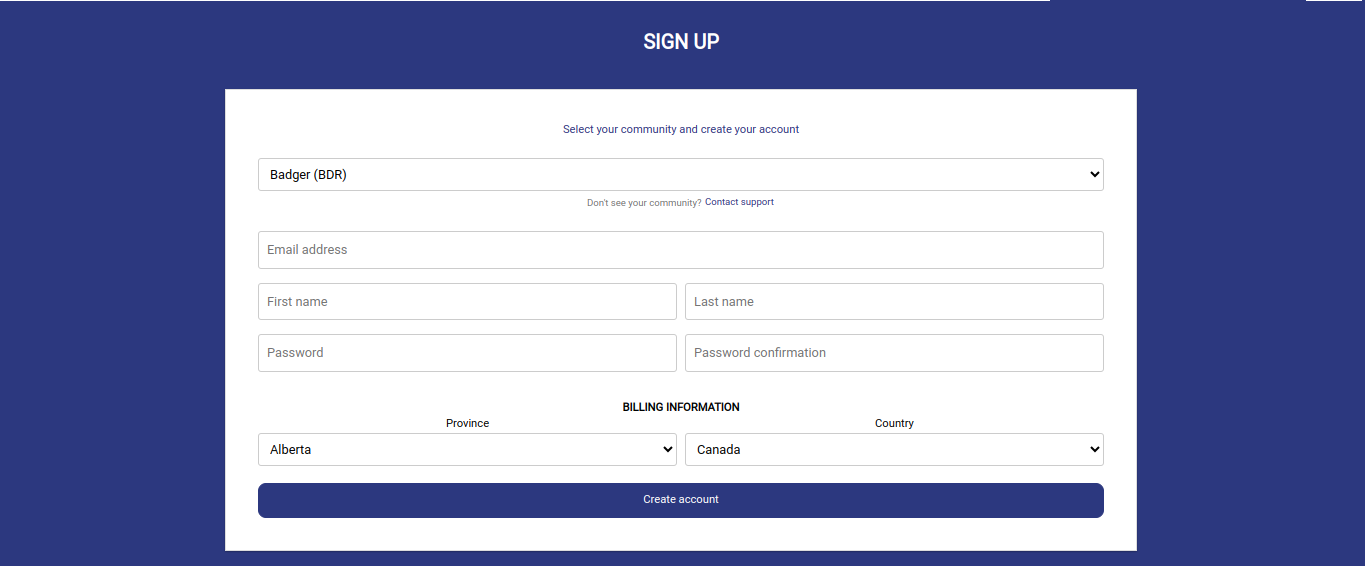 SIGN UP
Select your community and create your account
Badger (BDR)
Don't see your community? Contact support
Email address
First name Last name
Password Password confirmation
BILLING INFORMATION
Province Country
Alberta Canada
Create account